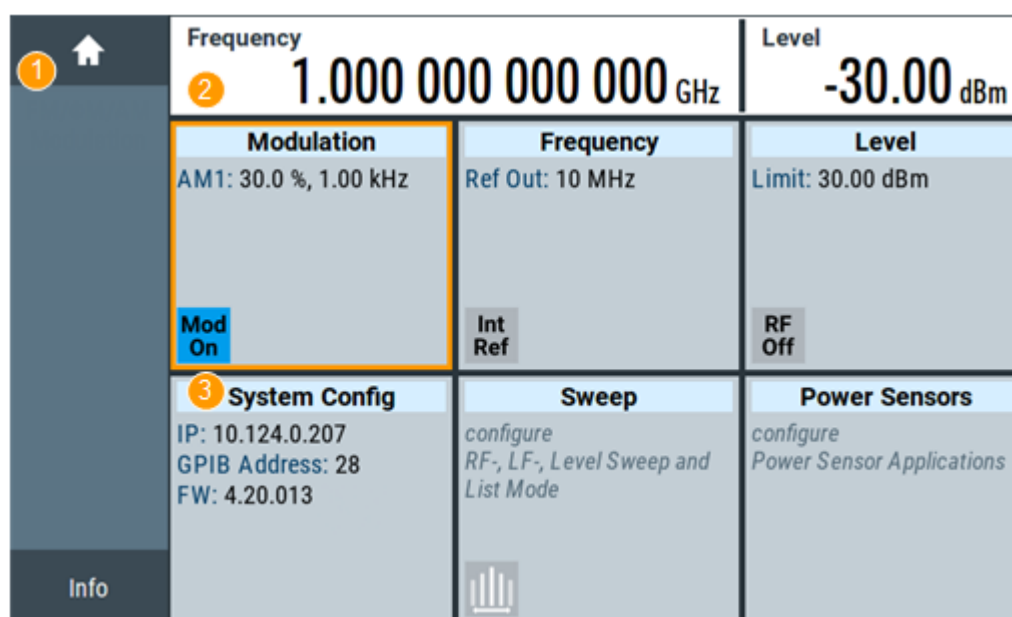 1
Frequency
2
1.000 000 000 000 GHz
Level
-30.00 dBm
Modulation
AM1: 30.0 %, 1.00 kHz
Mod
On
Frequency
Ref Out: 10 MHz
Int
Ref
Level
Limit: 30.00 dBm
RF
Off
3
System Config
IP: 10.124.0.207
GPIB Address: 28
FW: 4.20.013
Sweep
configure
RF-, LF-, Level Sweep and
List Mode
Power Sensors
configure
Power Sensor Applications
Info